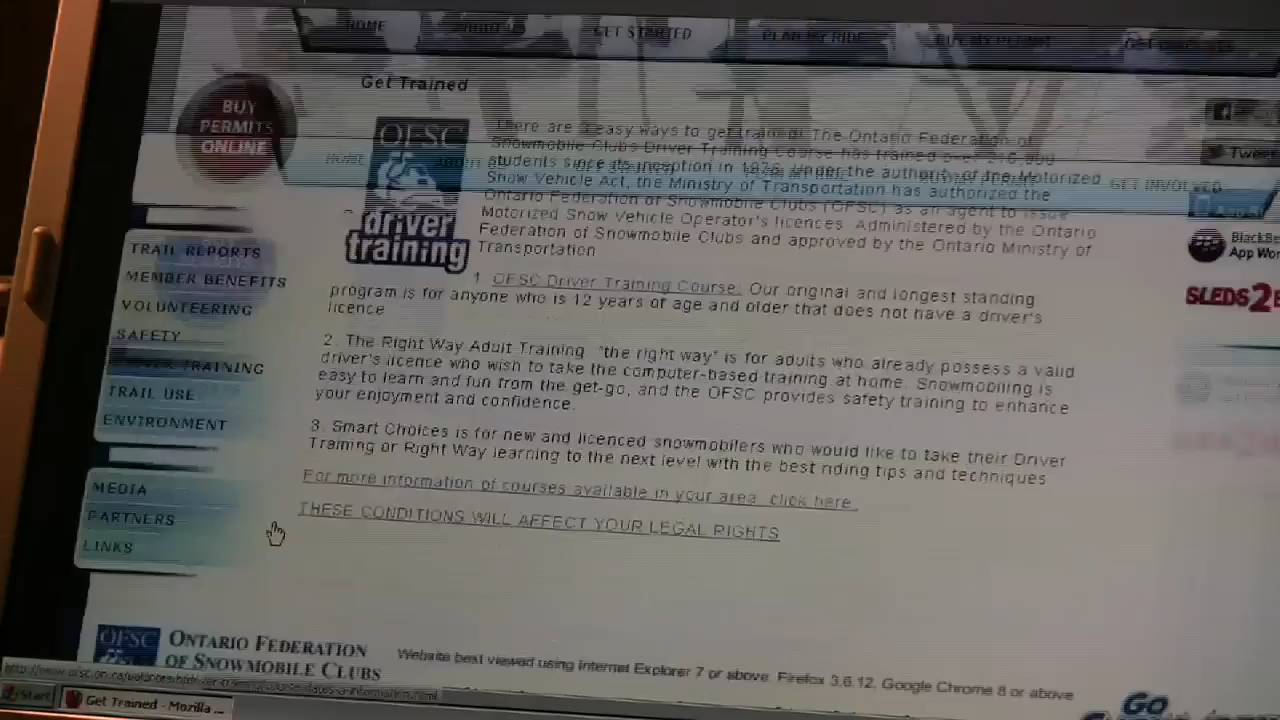 HOME
GET STARTED
PLAN MY RIDE
Get Trained
BUY
PERMITS
ONLINE
OFSC
driver
training
There are 3 easy ways to get trained! The Ontario Federation of
Snowmobile Clubs Driver Training Course has trained over
students since its inception in 1976. Under the authority of the Motorized
Snow Vehicle Act, the Ministry of Transportation has authorized the
Ontario Federation of Snowmobile Clubs (OFSC) as an agent to issue
Motorized Snow Vehicle Operator's licences. Administered by the Ontario
Federation of Snowmobile Clubs and approved by the Ontario Ministry of
Transportation
HOME
GET INVOLVED
Tweet
BlackBe
App Wor
SLEDS2
TRAIL REPORTS
MEMBER BENEFITS
VOLUNTEERING
SAFETY
TRAINING
TRAIL USE
ENVIRONMENT
MEDIA
PARTNERS
LINKS
1. OFSC Driver Training Course. Our original and longest standing
program is for anyone who is 12 years of age and older that does not have a driver's
licence
2. The Right Way Adult Training "the right way" is for adults who already possess a valid
driver's licence who wish to take the computer-based training at home. Snowmobiling is
easy to learn and fun from the get-go, and the OFSC provides safety training to enhance
your enjoyment and confidence.
3. Smart Choices is for new and licenced snowmobilers who would like to take their Driver
Training or Right Way learning to the next level with the best riding tips and techniques
For more information of courses available in your area, click here.
THESE CONDITIONS WILL AFFECT YOUR LEGAL RIGHTS
OFSC
ONTARIO FEDERATION
OF SNOWMOBILE CLUBS
Website best viewed using Internet Explorer 7 or above, Firefox 3.6.12, Google Chrome 8 or above
Go
Start
Get Trained - Mozilla ...